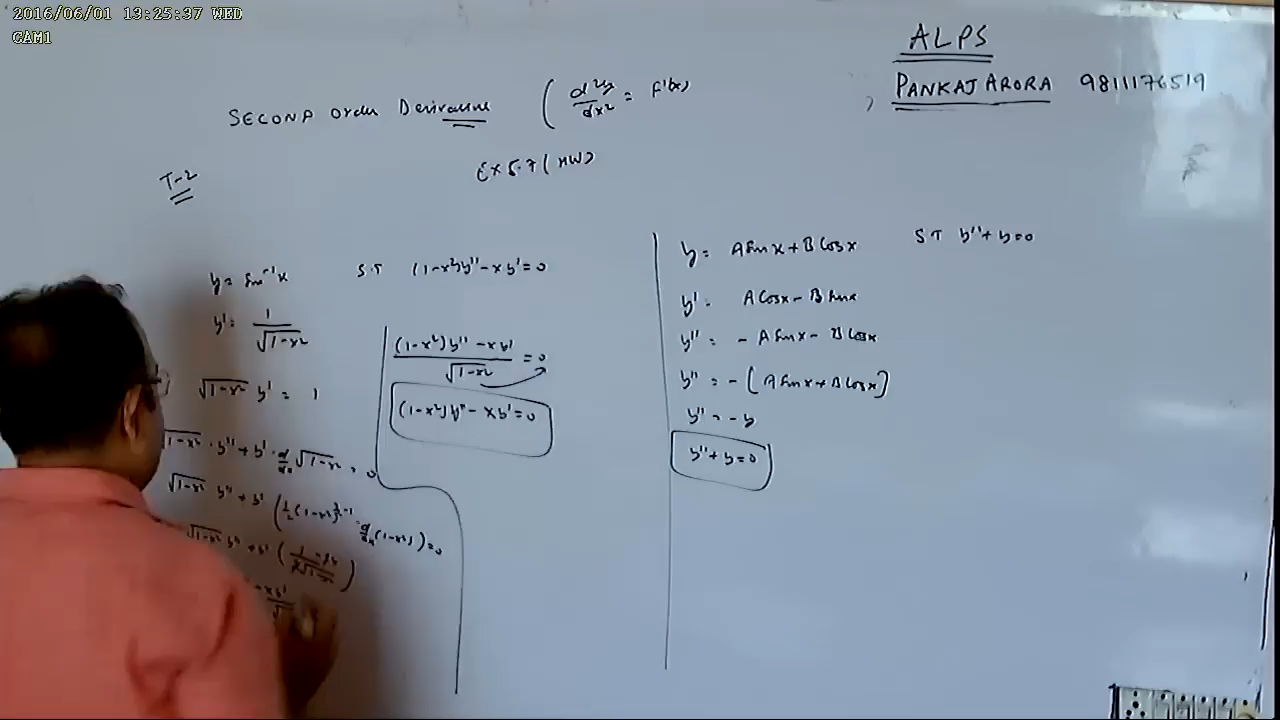 2016/06/01 13:25:37 WED
CAM1
ALPS
PANKAJ ARORA 9811176519
SECOND Order Derivative ( d²y/dx² = F'(x)
Ex 5.7 (HW)
T-2
y = Sin⁻¹x S.T (1-x²)y'' - xy' = 0
y' = 1/√1-x²
√1-x² y' = 1
√1-x² · y'' + y' · d/dx √1-x² = 0
√1-x² y'' + y' (1/2 (1-x²)^1/2-1 · d/dx (1-x²)) = 0
√1-x² y'' + y' (1-2x/2√1-x²)
-xy'/√
(1-x²)y'' - xy'/√1-x² = 0
(1-x²)y'' - xy' = 0
y = A Sin x + B Cos x S T y'' + y = 0
y' = A Cos x - B Sin x
y'' = - A Sin x - B Cos x
y'' = - [A Sin x + B Cos x]
y'' = - y
y'' + y = 0